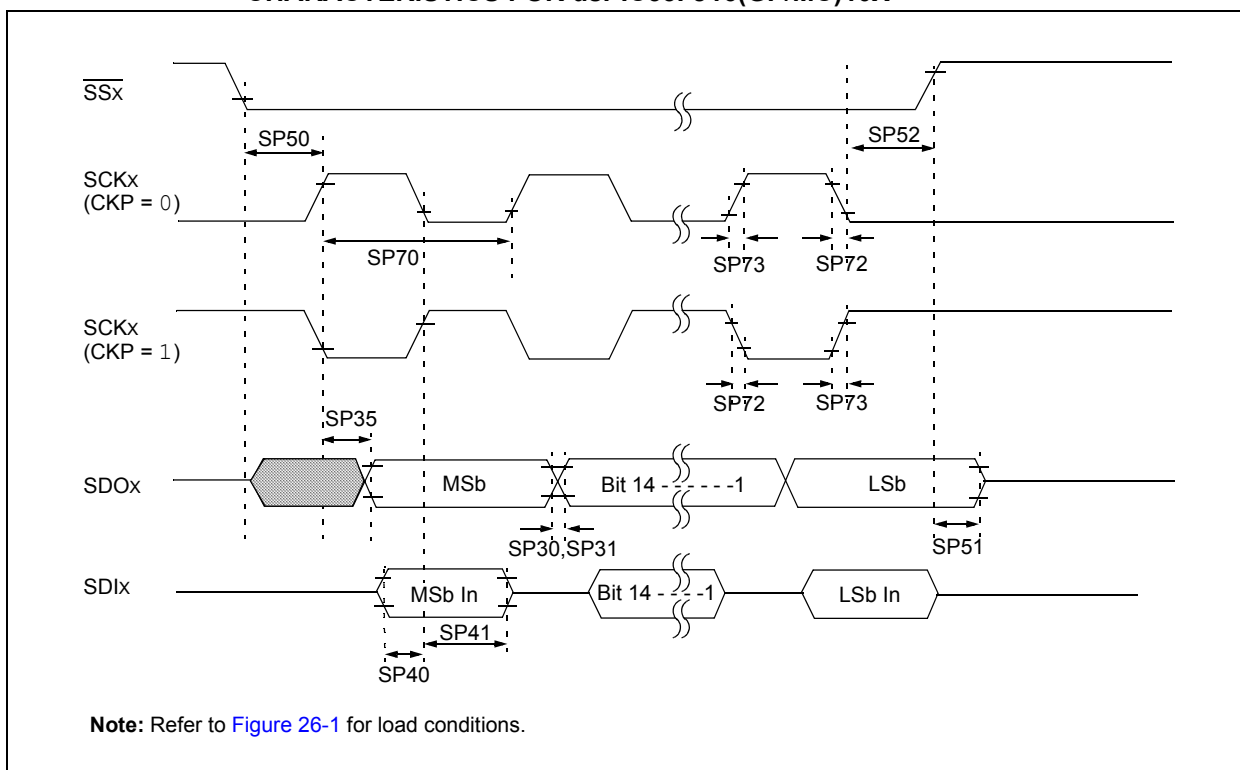 SSx
SP50
SP52
SCKx
(CKP = 0)
SP70
SP73
SP72
SCKx
(CKP = 1)
SP72
SP73
SP35
SDOx
MSb
Bit 14 - - - - - -1
LSb
SP30,SP31
SP51
SDIx
MSb In
Bit 14 - - - -1
LSb In
SP41
SP40
Note: Refer to Figure 26-1 for load conditions.